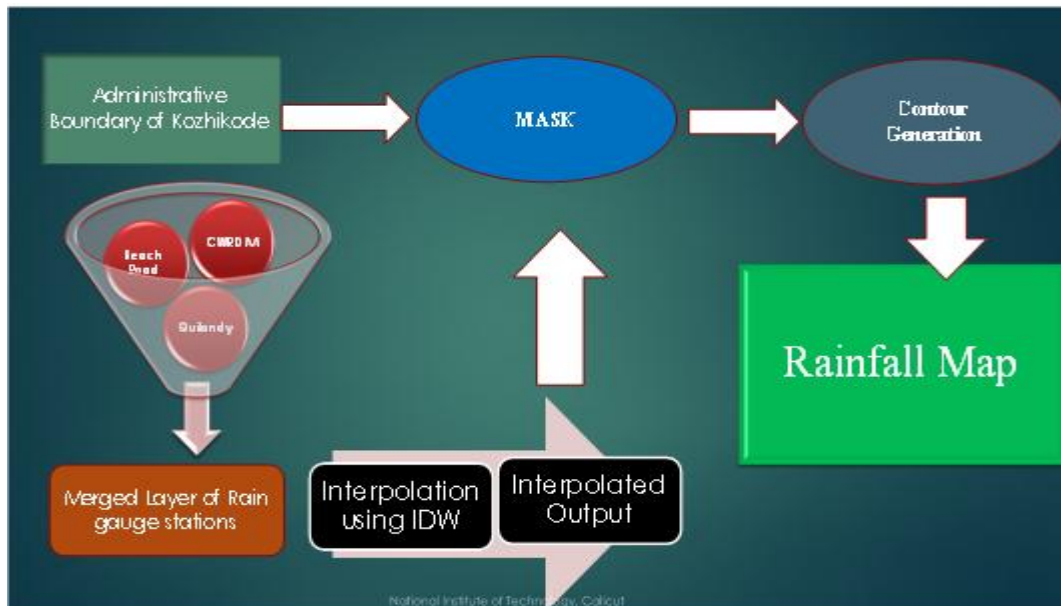 Administrative
Boundary of Kozhikode
MASK
Contour
Generation
Beach
Road
CWRDM
Quilandy
Rainfall Map
Merged Layer of Rain
gauge stations
Interpolation
using IDW
Interpolated
Output
National Institute of Technology, Calicut